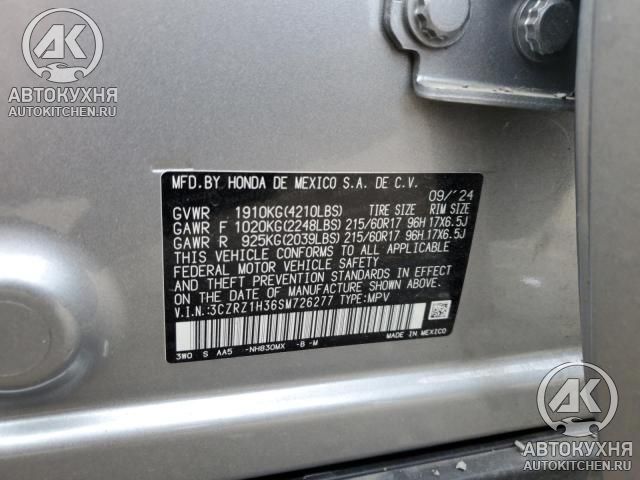 АК
АВТОКУХНЯ
AUTOKITCHEN.RU
MFD.BY HONDA DE MEXICO S.A. DE C.V.
09/'24
GVWR 1910KG(4210LBS) TIRE SIZE RIM SIZE
GAWR F 1020KG(2248LBS) 215/60R17 96H 17X6.5J
GAWR R 925KG(2039LBS) 215/60R17 96H 17X6.5J
THIS VEHICLE CONFORMS TO ALL APPLICABLE
FEDERAL MOTOR VEHICLE SAFETY
AND THEFT PREVENTION STANDARDS IN EFFECT
ON THE DATE OF MANUFACTURE SHOWN ABOVE.
V.I.N.:3CZRZ1H36SM726277 TYPE:MPV
3W0 S AA5 -NH830MX -B -M MADE IN MEXICO
АК
АВТОКУХНЯ
AUTOKITCHEN.RU